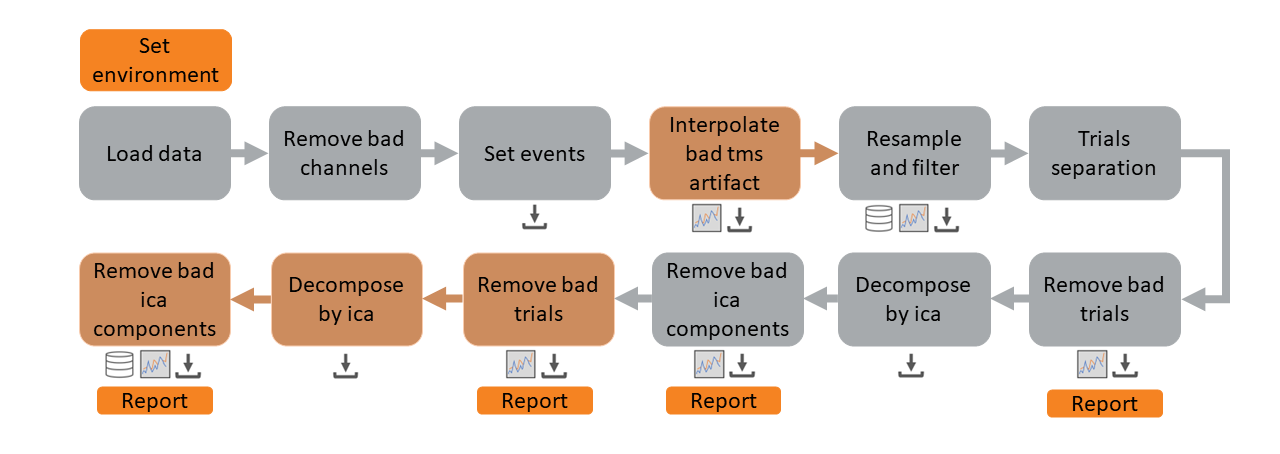 Set
environment
Load data
Remove bad
channels
Set events
Interpolate
bad tms
artifact
Resample
and filter
Trials
separation
Remove bad
ica
components
Decompose
by ica
Remove bad
trials
Remove bad
ica
components
Decompose
by ica
Remove bad
trials
Report
Report
Report
Report